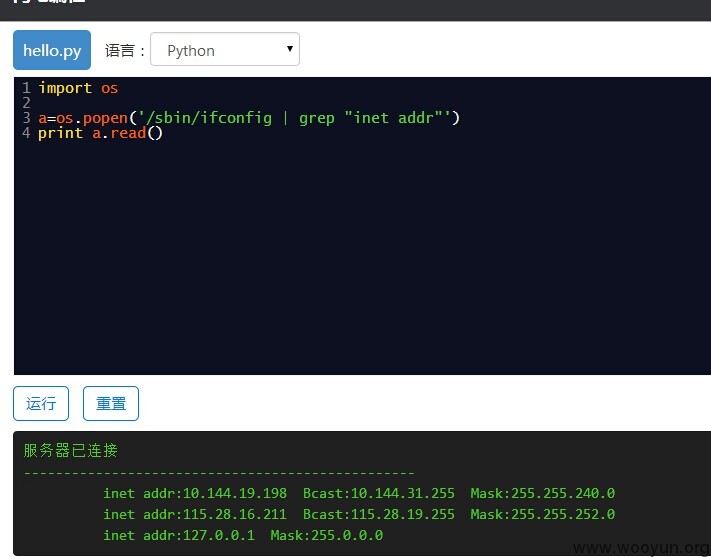 hello.py 语言： Python
1 import os
2
3 a=os.popen('/sbin/ifconfig | grep "inet addr"')
4 print a.read()
运行 重置
服务器已连接
--------------------------------------------------
inet addr:10.144.19.198 Bcast:10.144.31.255 Mask:255.255.240.0
inet addr:115.28.16.211 Bcast:115.28.19.255 Mask:255.255.252.0
inet addr:127.0.0.1 Mask:255.0.0.0
www.wooyun.org